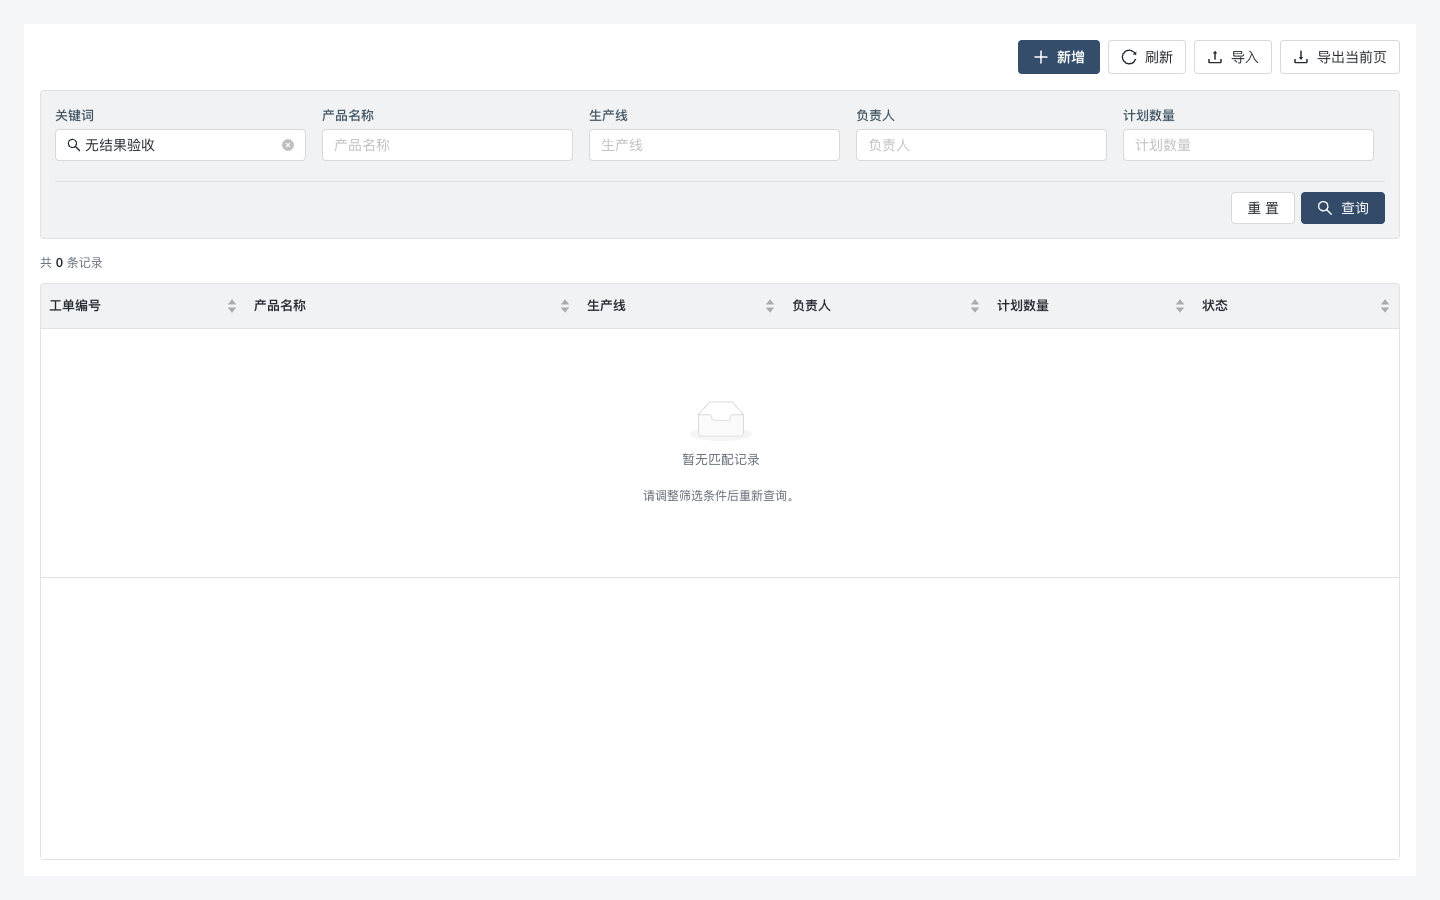 新增 刷新 导入 导出当前页
关键词 产品名称 生产线 负责人 计划数量
无结果验收 产品名称 生产线 负责人 计划数量
重置 查询
共 0 条记录
工单编号 产品名称 生产线 负责人 计划数量 状态
暂无匹配记录
请调整筛选条件后重新查询。